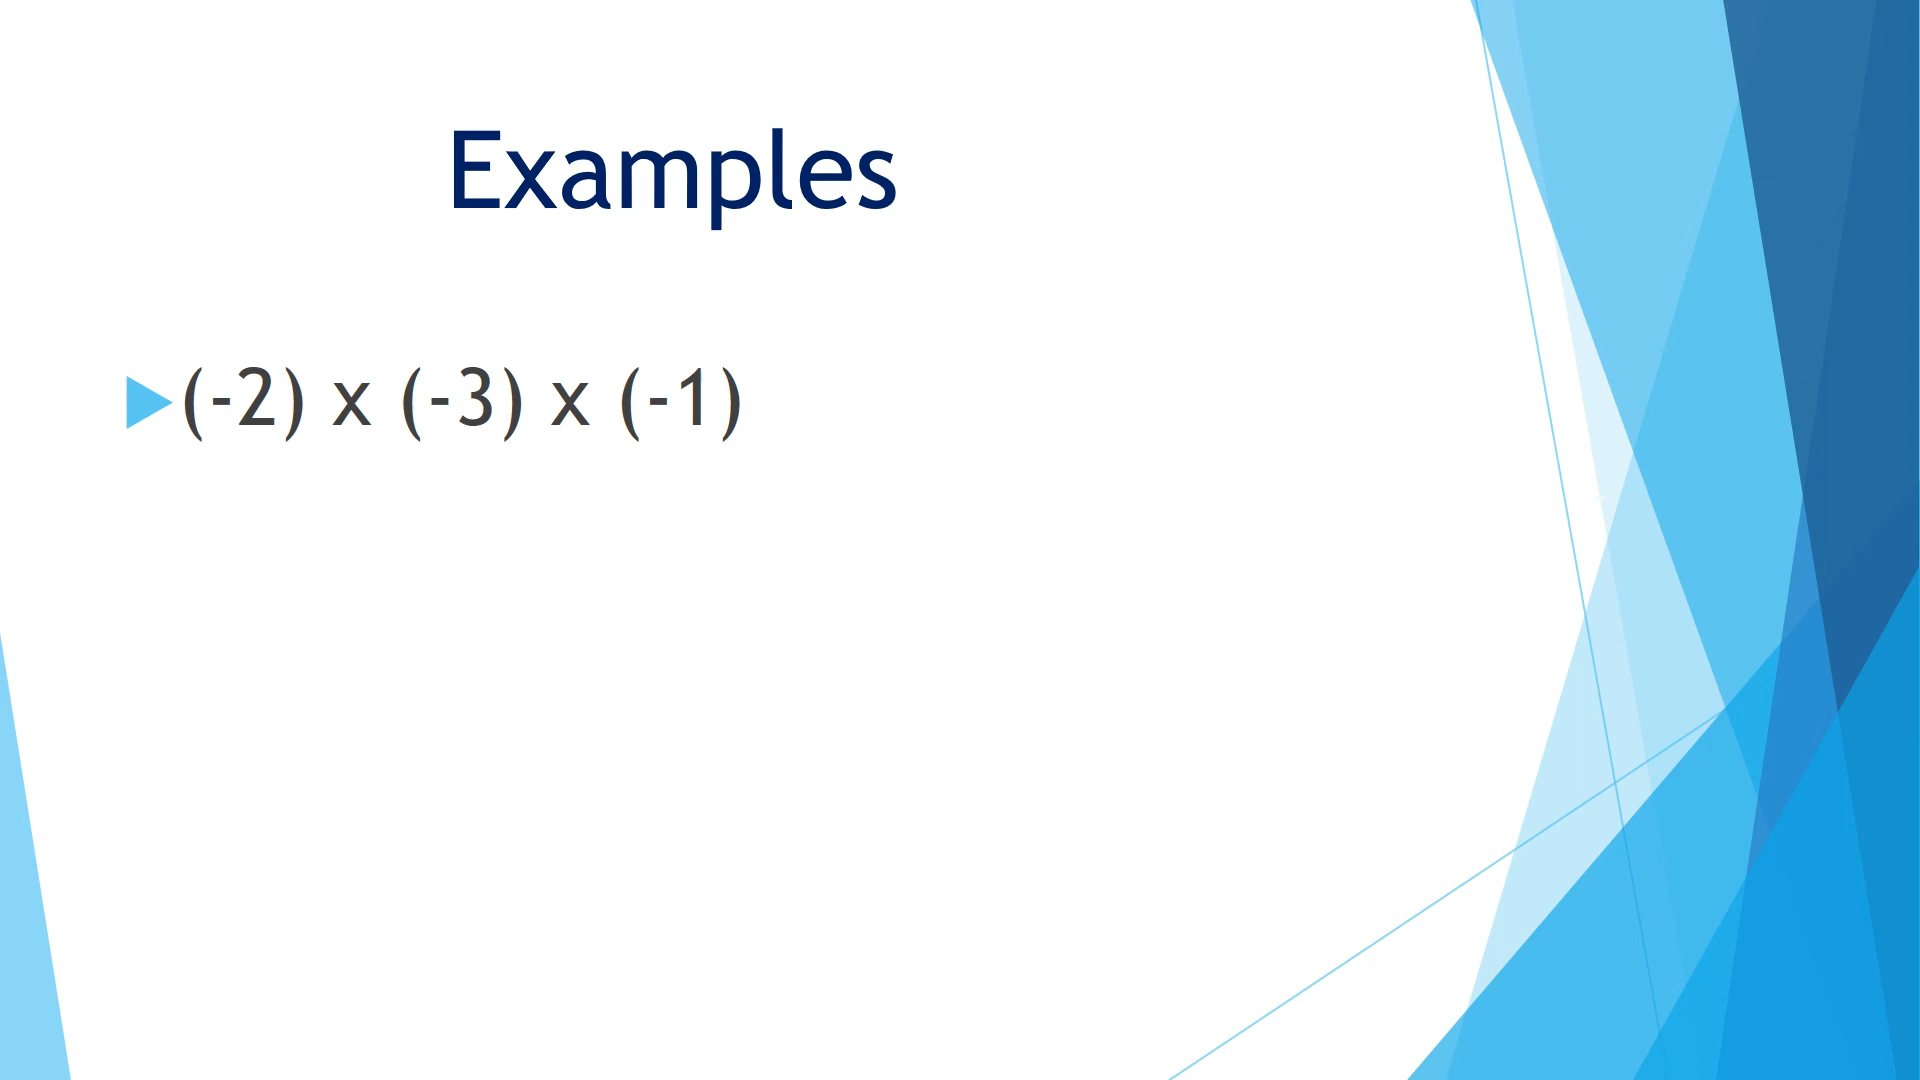 Examples
(-2) x (-3) x (-1)